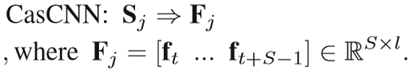 CasCNN: S_j ⇒ F_j
, where F_j = [f_t ... f_{t+S−1}] ∈ ℝ^{S×l}.